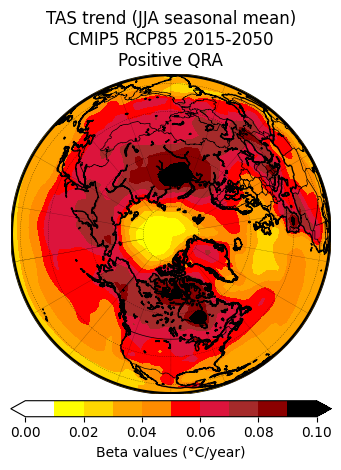 TAS trend (JJA seasonal mean)
CMIP5 RCP85 2015-2050
Positive QRA
0.00 0.02 0.04 0.06 0.08 0.10
Beta values (°C/year)